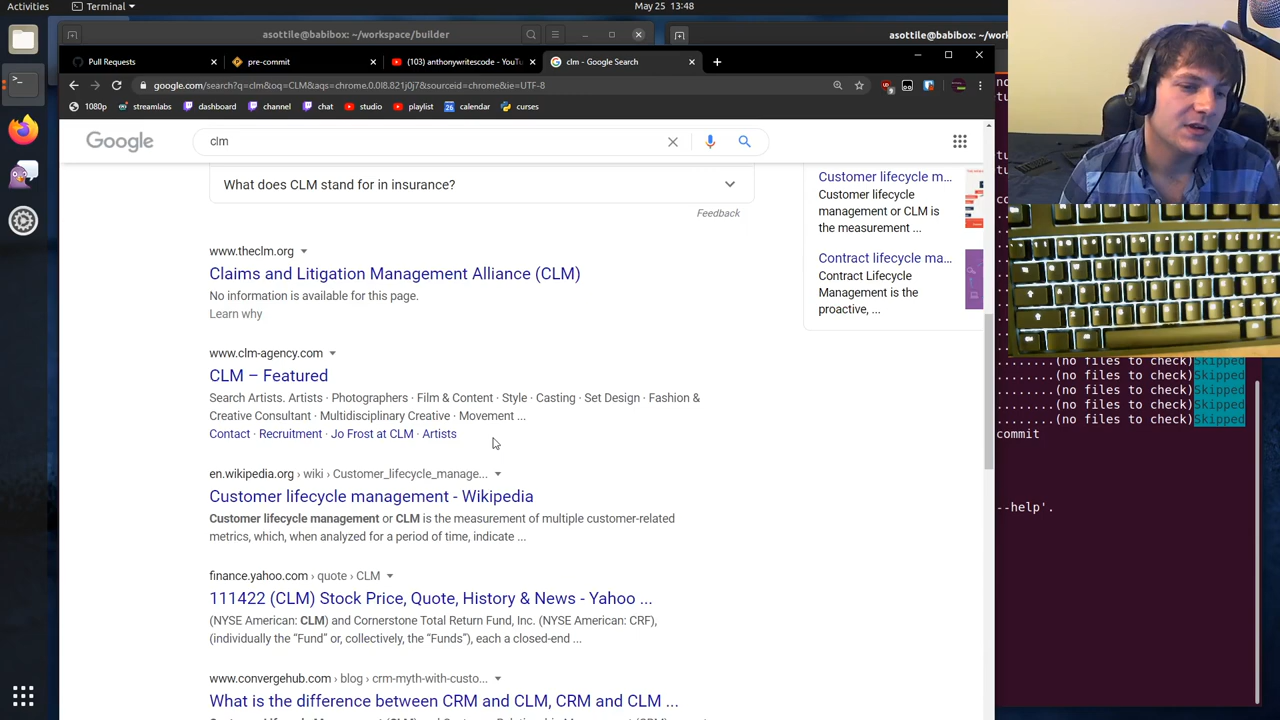 Activities
Terminal
May 25 13:48
asottile@babibox: ~/workspace/builder
asottile@babibox: ~/
Pull Requests
pre-commit
(103) anthonywritescode - YouTu
clm - Google Search
google.com/search?q=clm&oq=CLM&aqs=chrome.0.0l8.821j0j7&sourceid=chrome&ie=UTF-8
1080p
streamlabs
dashboard
channel
chat
studio
playlist
calendar
curses
Google
clm
What does CLM stand for in insurance?
Feedback
www.theclm.org
Claims and Litigation Management Alliance (CLM)
No information is available for this page.
Learn why
www.clm-agency.com
CLM – Featured
Search Artists. Artists · Photographers · Film & Content · Style · Casting · Set Design · Fashion &
Creative Consultant · Multidisciplinary Creative · Movement ...
Contact · Recruitment · Jo Frost at CLM · Artists
en.wikipedia.org › wiki › Customer_lifecycle_manage...
Customer lifecycle management - Wikipedia
Customer lifecycle management or CLM is the measurement of multiple customer-related
metrics, which, when analyzed for a period of time, indicate ...
finance.yahoo.com › quote › CLM
111422 (CLM) Stock Price, Quote, History & News - Yahoo ...
(NYSE American: CLM) and Cornerstone Total Return Fund, Inc. (NYSE American: CRF),
(individually the “Fund” or, collectively, the “Funds”), each a closed-end ...
www.convergehub.com › blog › crm-myth-with-custo...
What is the difference between CRM and CLM, CRM and CLM ...
Customer lifecycle m...
Customer lifecycle
management or CLM is
the measurement ...
Contract lifecycle ma...
Contract Lifecycle
Management is the
proactive, ...
........(no files to check)Skipped
........(no files to check)Skipped
........(no files to check)Skipped
........(no files to check)Skipped
........(no files to check)Skipped
commit
--help'.